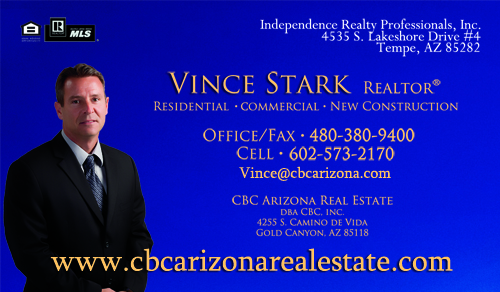 Independence Realty Professionals, Inc.
4535 S. Lakeshore Drive #4
Tempe, AZ 85282
R
MLS
Vince Stark Realtor®
Residential · commercial · New Construction
Office/Fax · 480-380-9400
Cell · 602-573-2170
Vince@cbcarizona.com
CBC Arizona Real Estate
dba CBC, inc.
4255 S. Camino de Vida
Gold Canyon, AZ 85118
www.cbcarizonarealestate.com